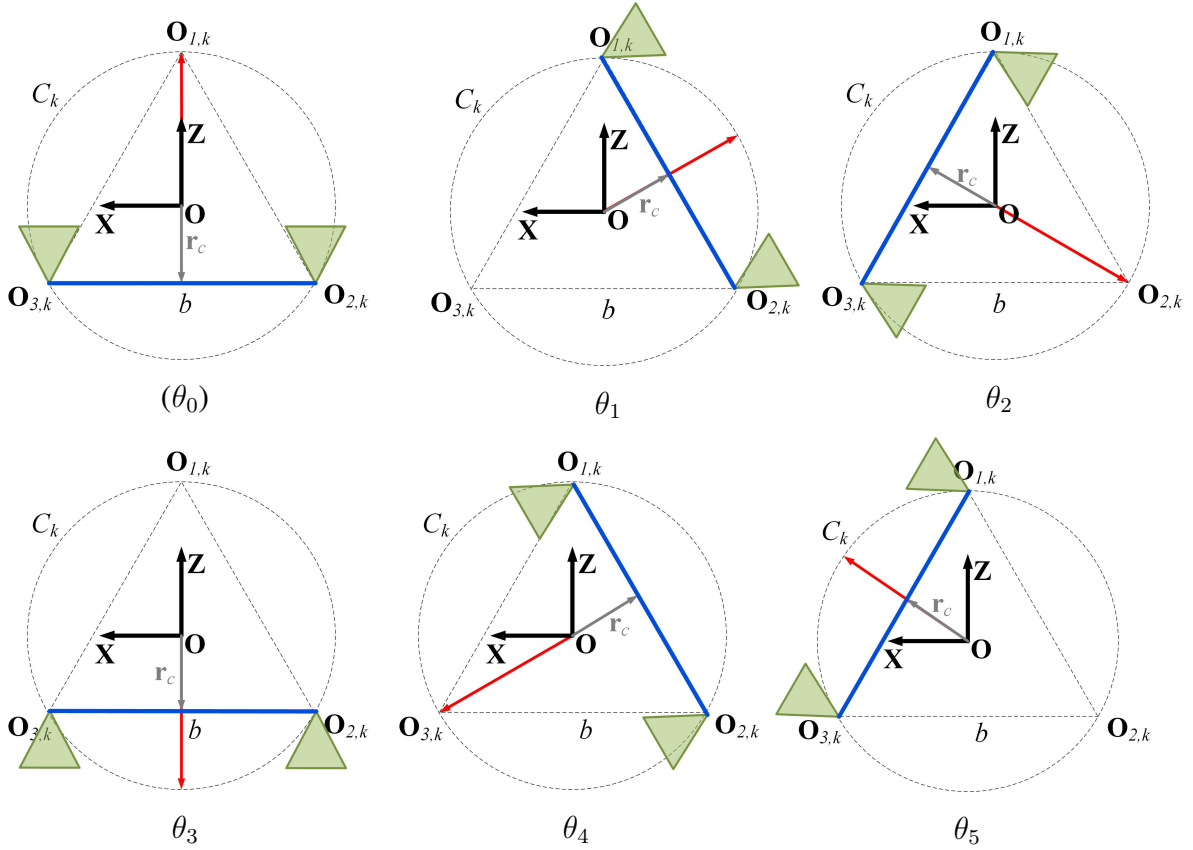 O1,k
Ck
Z
X
O
rc
O3,k
b
O2,k
(θ0)
O1,k
Ck
Z
X
O
rc
O3,k
b
O2,k
θ1
O1,k
Ck
Z
X
O
rc
O3,k
b
O2,k
θ2
O1,k
Ck
Z
X
O
rc
O3,k
b
O2,k
θ3
O1,k
Ck
Z
X
O
rc
O3,k
b
O2,k
θ4
O1,k
Ck
Z
X
O
rc
O3,k
b
O2,k
θ5